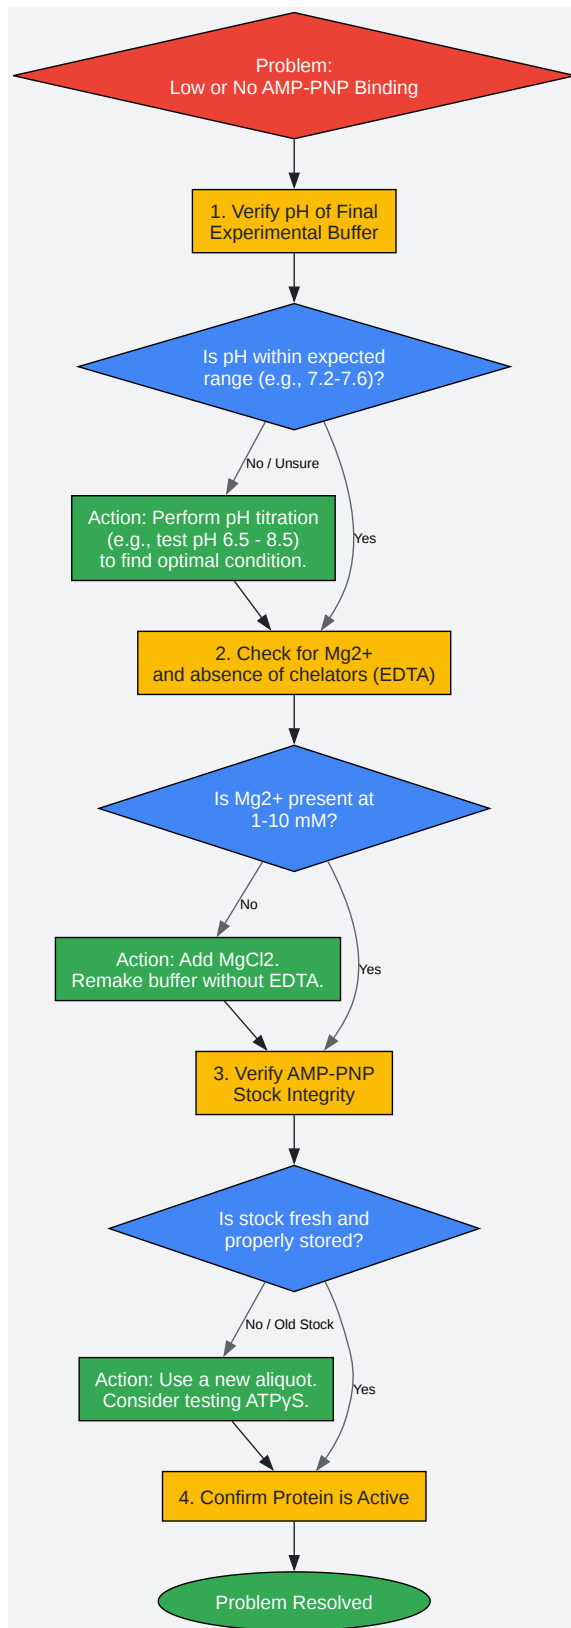 Problem:
Low or No AMP-PNP Binding
1. Verify pH of Final
Experimental Buffer
Is pH within expected
range (e.g., 7.2-7.6)?
No / Unsure
Action: Perform pH titration
(e.g., test pH 6.5 - 8.5)
to find optimal condition.
Yes
2. Check for Mg2+
and absence of chelators (EDTA)
Is Mg2+ present at
1-10 mM?
No
Action: Add MgCl2.
Remake buffer without EDTA.
Yes
3. Verify AMP-PNP
Stock Integrity
Is stock fresh and
properly stored?
No / Old Stock
Action: Use a new aliquot.
Consider testing ATPγS.
Yes
4. Confirm Protein is Active
Problem Resolved